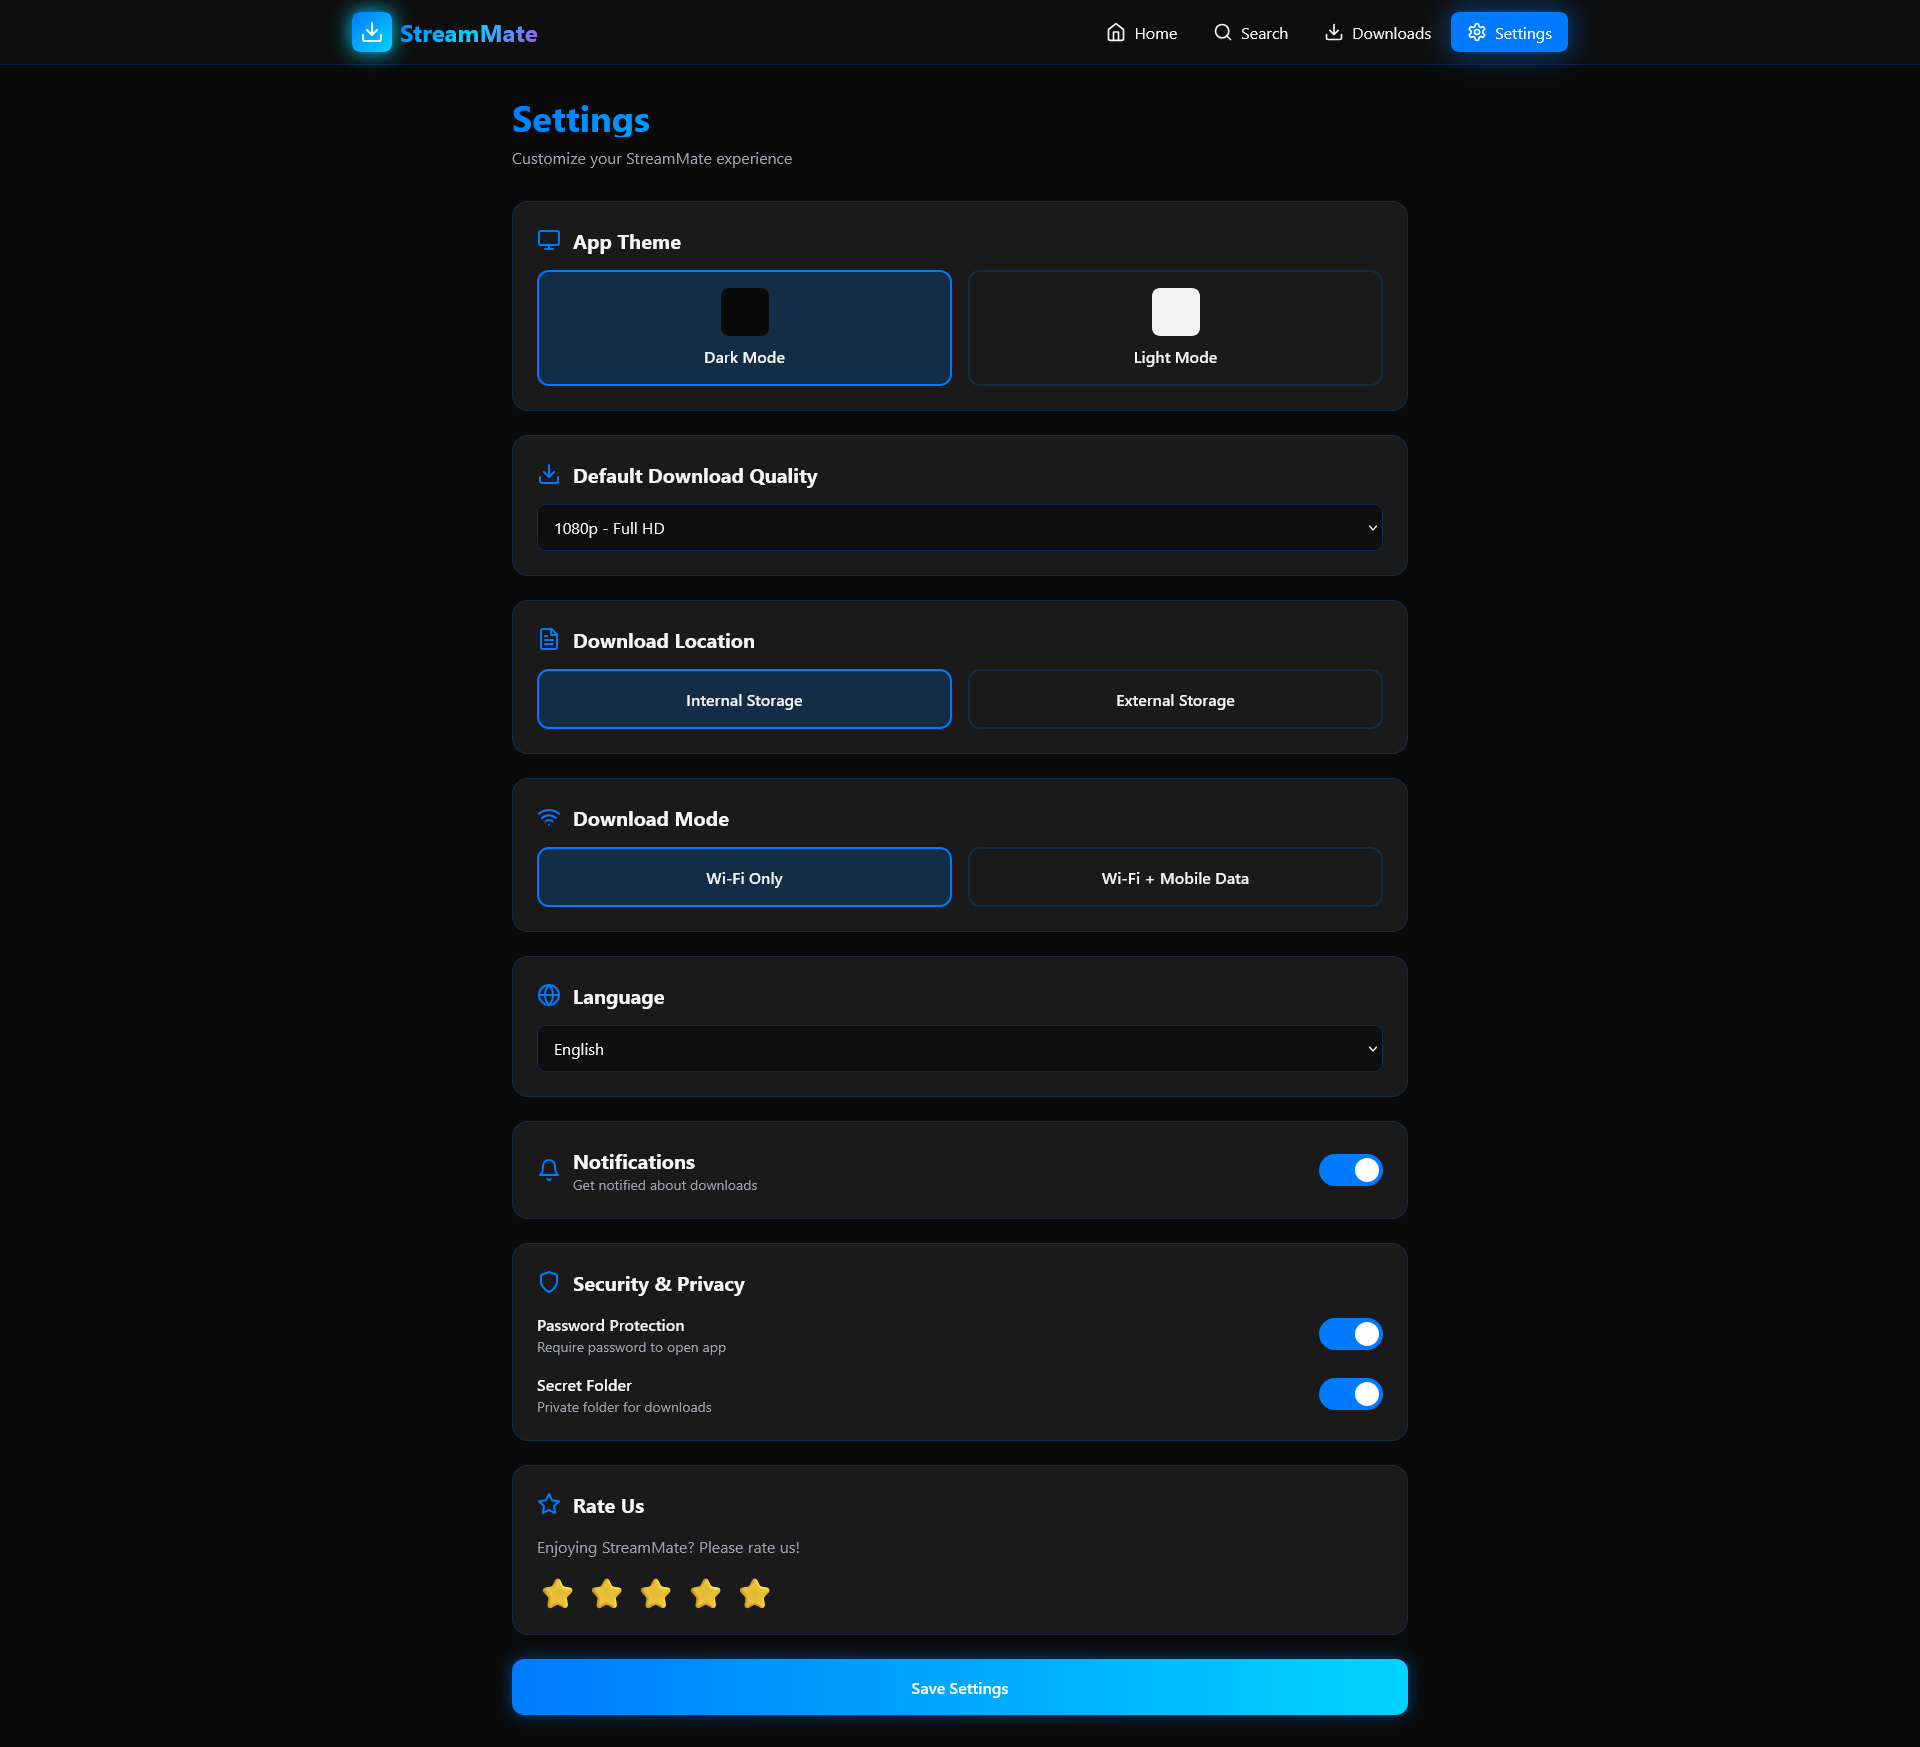 StreamMate
Home
Search
Downloads
Settings
Settings
Customize your StreamMate experience
App Theme
Dark Mode
Light Mode
Default Download Quality
1080p - Full HD
Download Location
Internal Storage
External Storage
Download Mode
Wi-Fi Only
Wi-Fi + Mobile Data
Language
English
Notifications
Get notified about downloads
Security & Privacy
Password Protection
Require password to open app
Secret Folder
Private folder for downloads
Rate Us
Enjoying StreamMate? Please rate us!
Save Settings